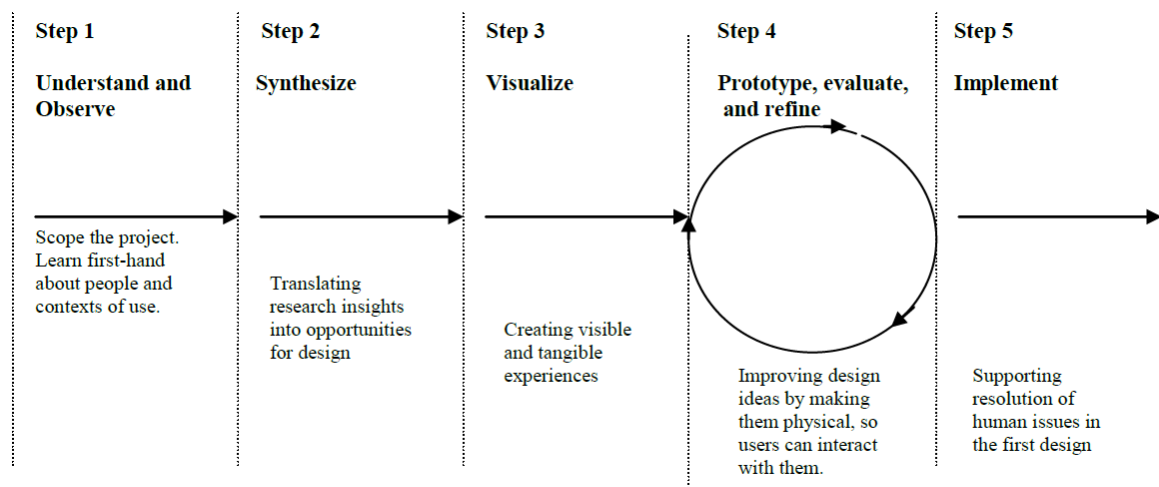 Step 1
Understand and
Observe
Scope the project.
Learn first-hand
about people and
contexts of use.
Step 2
Synthesize
Translating
research insights
into opportunities
for design
Step 3
Visualize
Creating visible
and tangible
experiences
Step 4
Prototype, evaluate,
and refine
Improving design
ideas by making
them physical, so
users can interact
with them.
Step 5
Implement
Supporting
resolution of
human issues in
the first design